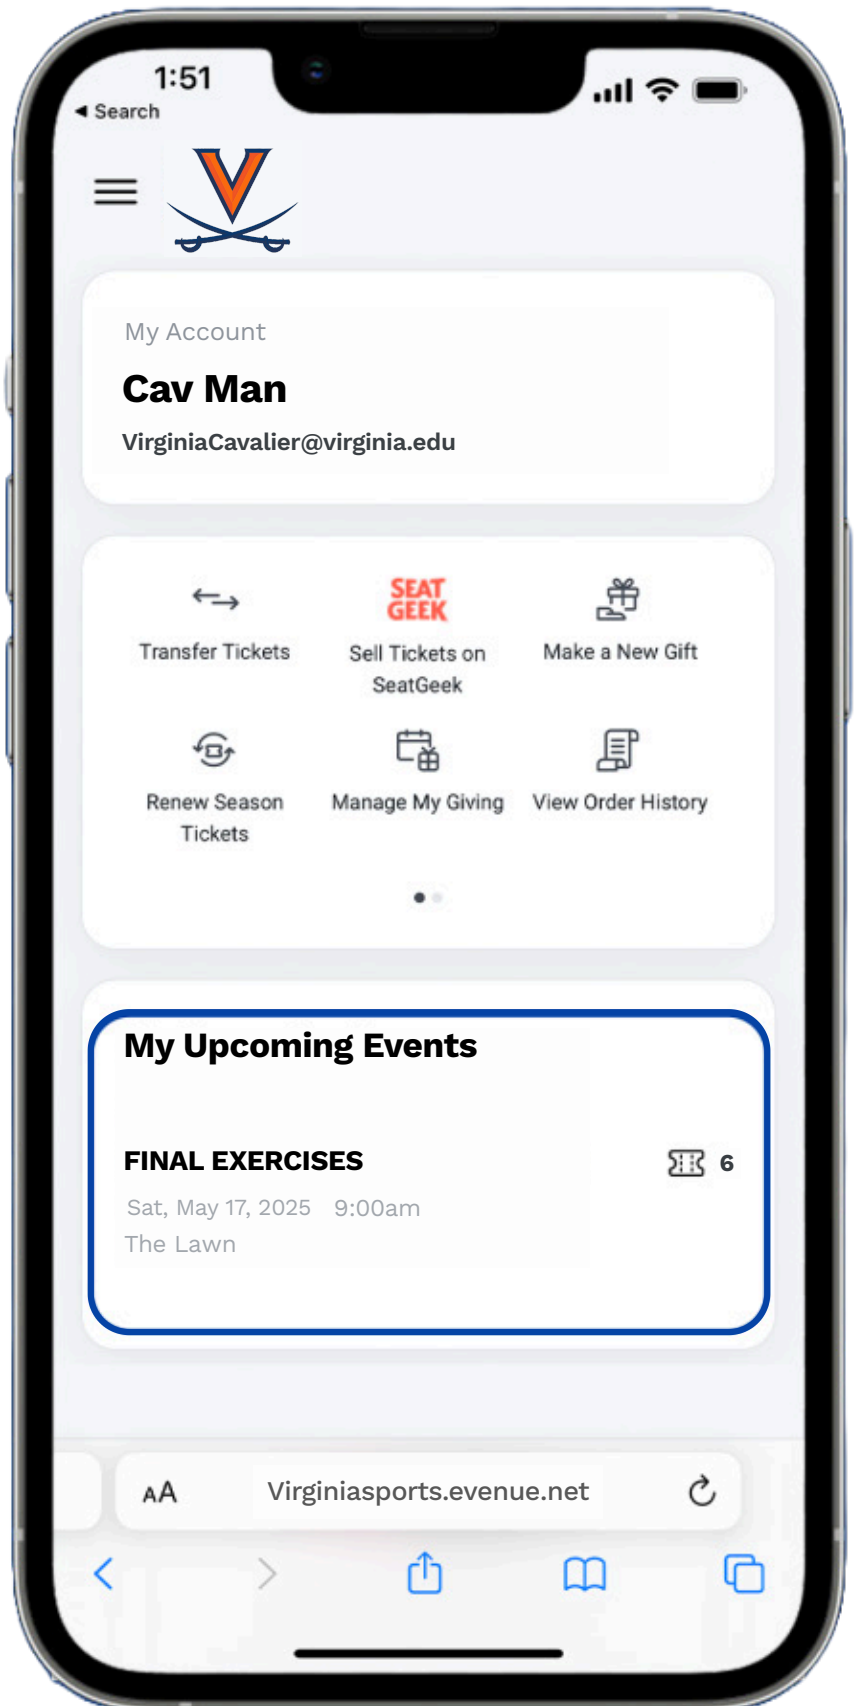 1:51
◀ Search
My Account
Cav Man
VirginiaCavalier@virginia.edu
SEAT
GEEK
Transfer Tickets
Sell Tickets on
SeatGeek
Make a New Gift
Renew Season
Tickets
Manage My Giving
View Order History
My Upcoming Events
FINAL EXERCISES
6
Sat, May 17, 2025 9:00am
The Lawn
AA
Virginiasports.evenue.net